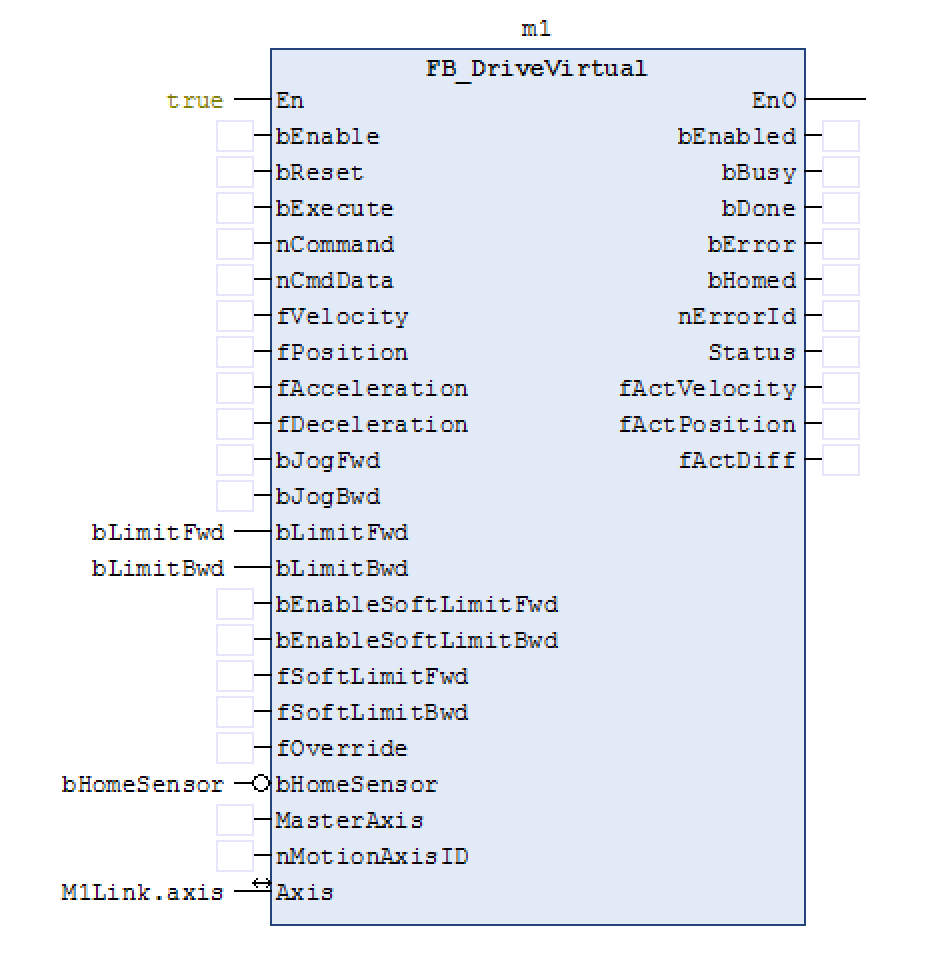 m1
FB_DriveVirtual
true En EnO
bEnable bEnabled
bReset bBusy
bExecute bDone
nCommand bError
nCmdData bHomed
fVelocity nErrorId
fPosition Status
fAcceleration fActVelocity
fDeceleration fActPosition
bJogFwd fActDiff
bJogBwd
bLimitFwd bLimitFwd
bLimitBwd bLimitBwd
bEnableSoftLimitFwd
bEnableSoftLimitBwd
fSoftLimitFwd
fSoftLimitBwd
fOverride
bHomeSensor bHomeSensor
MasterAxis
nMotionAxisID
M1Link.axis Axis